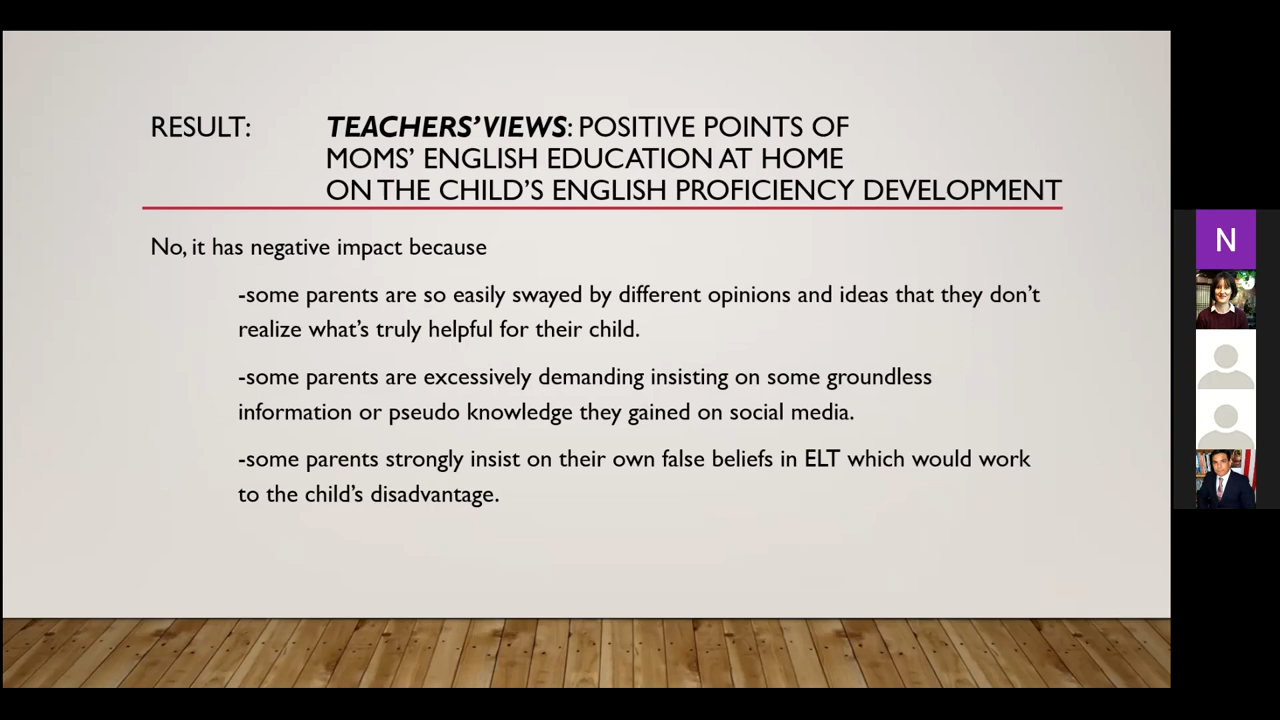 RESULT: TEACHERS' VIEWS: POSITIVE POINTS OF
MOMS' ENGLISH EDUCATION AT HOME
ON THE CHILD'S ENGLISH PROFICIENCY DEVELOPMENT
No, it has negative impact because
-some parents are so easily swayed by different opinions and ideas that they don't
realize what's truly helpful for their child.
-some parents are excessively demanding insisting on some groundless
information or pseudo knowledge they gained on social media.
-some parents strongly insist on their own false beliefs in ELT which would work
to the child's disadvantage.
N